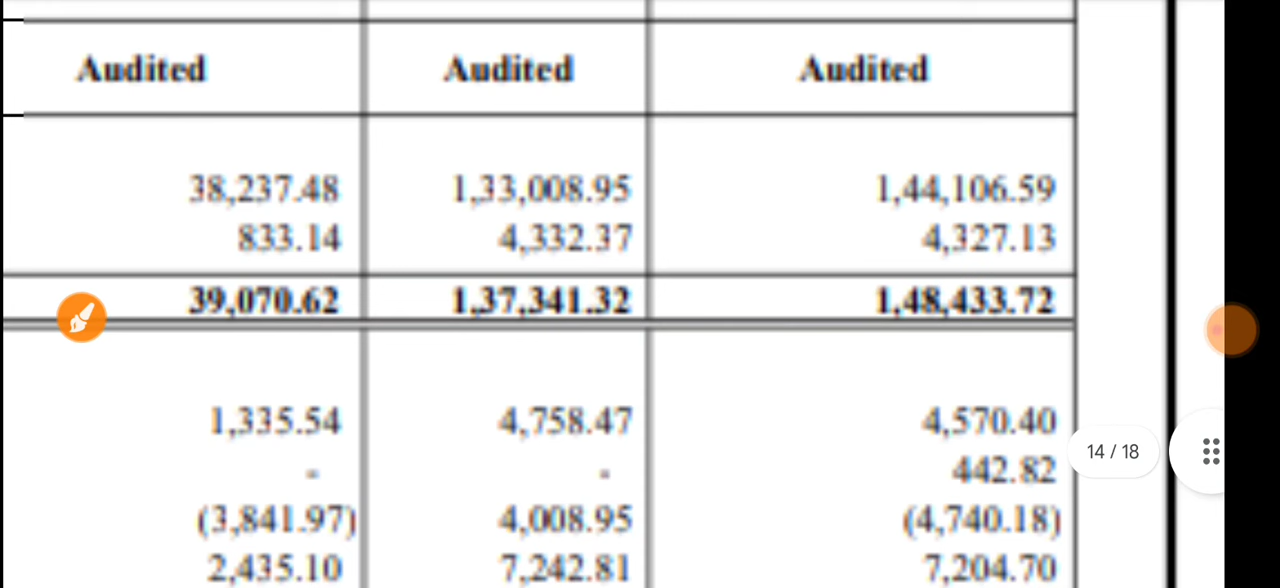 Audited Audited Audited
38,237.48 1,33,008.95 1,44,106.59
833.14 4,332.37 4,327.13
39,070.62 1,37,341.32 1,48,433.72
1,335.54 4,758.47 4,570.40
- - 442.82
(3,841.97) 4,008.95 (4,740.18)
2,435.10 7,242.81 7,204.70
14 / 18